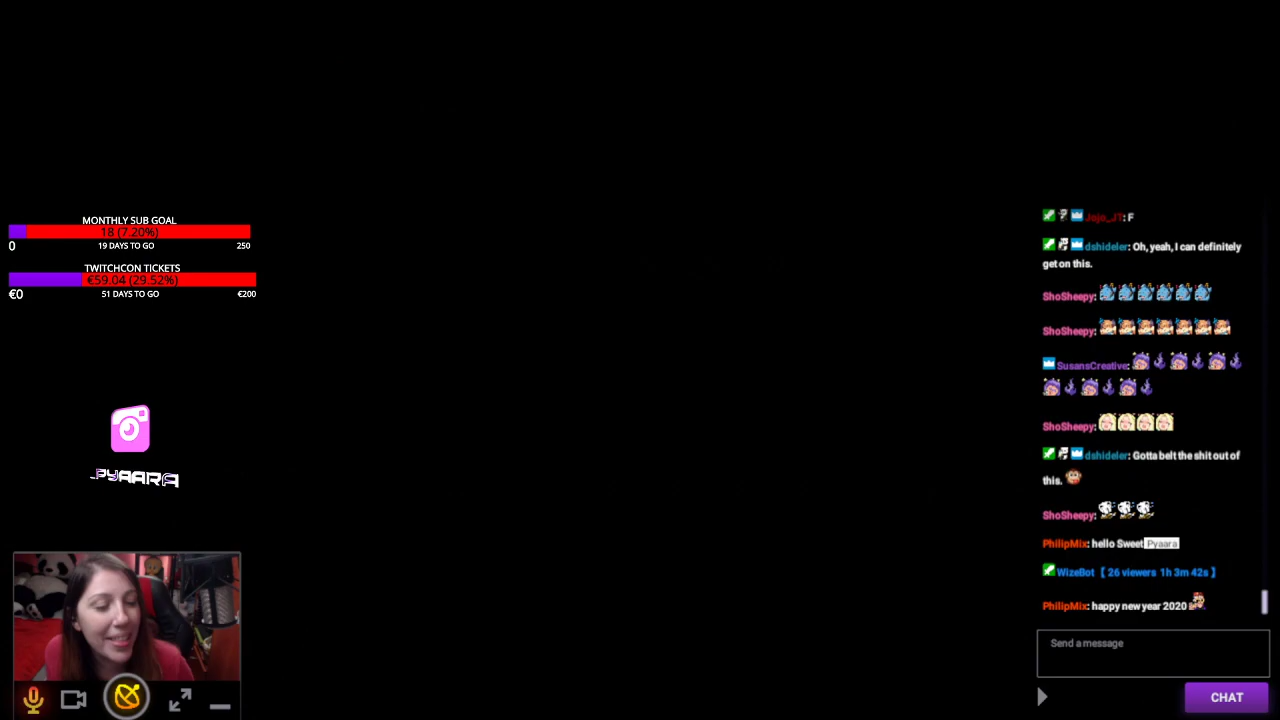 MONTHLY SUB GOAL
18 (7.20%)
0 19 DAYS TO GO 250
TWITCHCON TICKETS
€59.04 (29.52%)
€0 51 DAYS TO GO €200
_PYAARA
Jojo_JT: F
dshideler: Oh, yeah, I can definitely
get on this.
ShoSheepy:
ShoSheepy:
SusansCreative:
ShoSheepy:
dshideler: Gotta belt the shit out of
this.
ShoSheepy:
PhilipMix: hello Sweet Pyaara
WizeBot 【 26 viewers 1h 3m 42s 】
PhilipMix: happy new year 2020
Send a message
CHAT